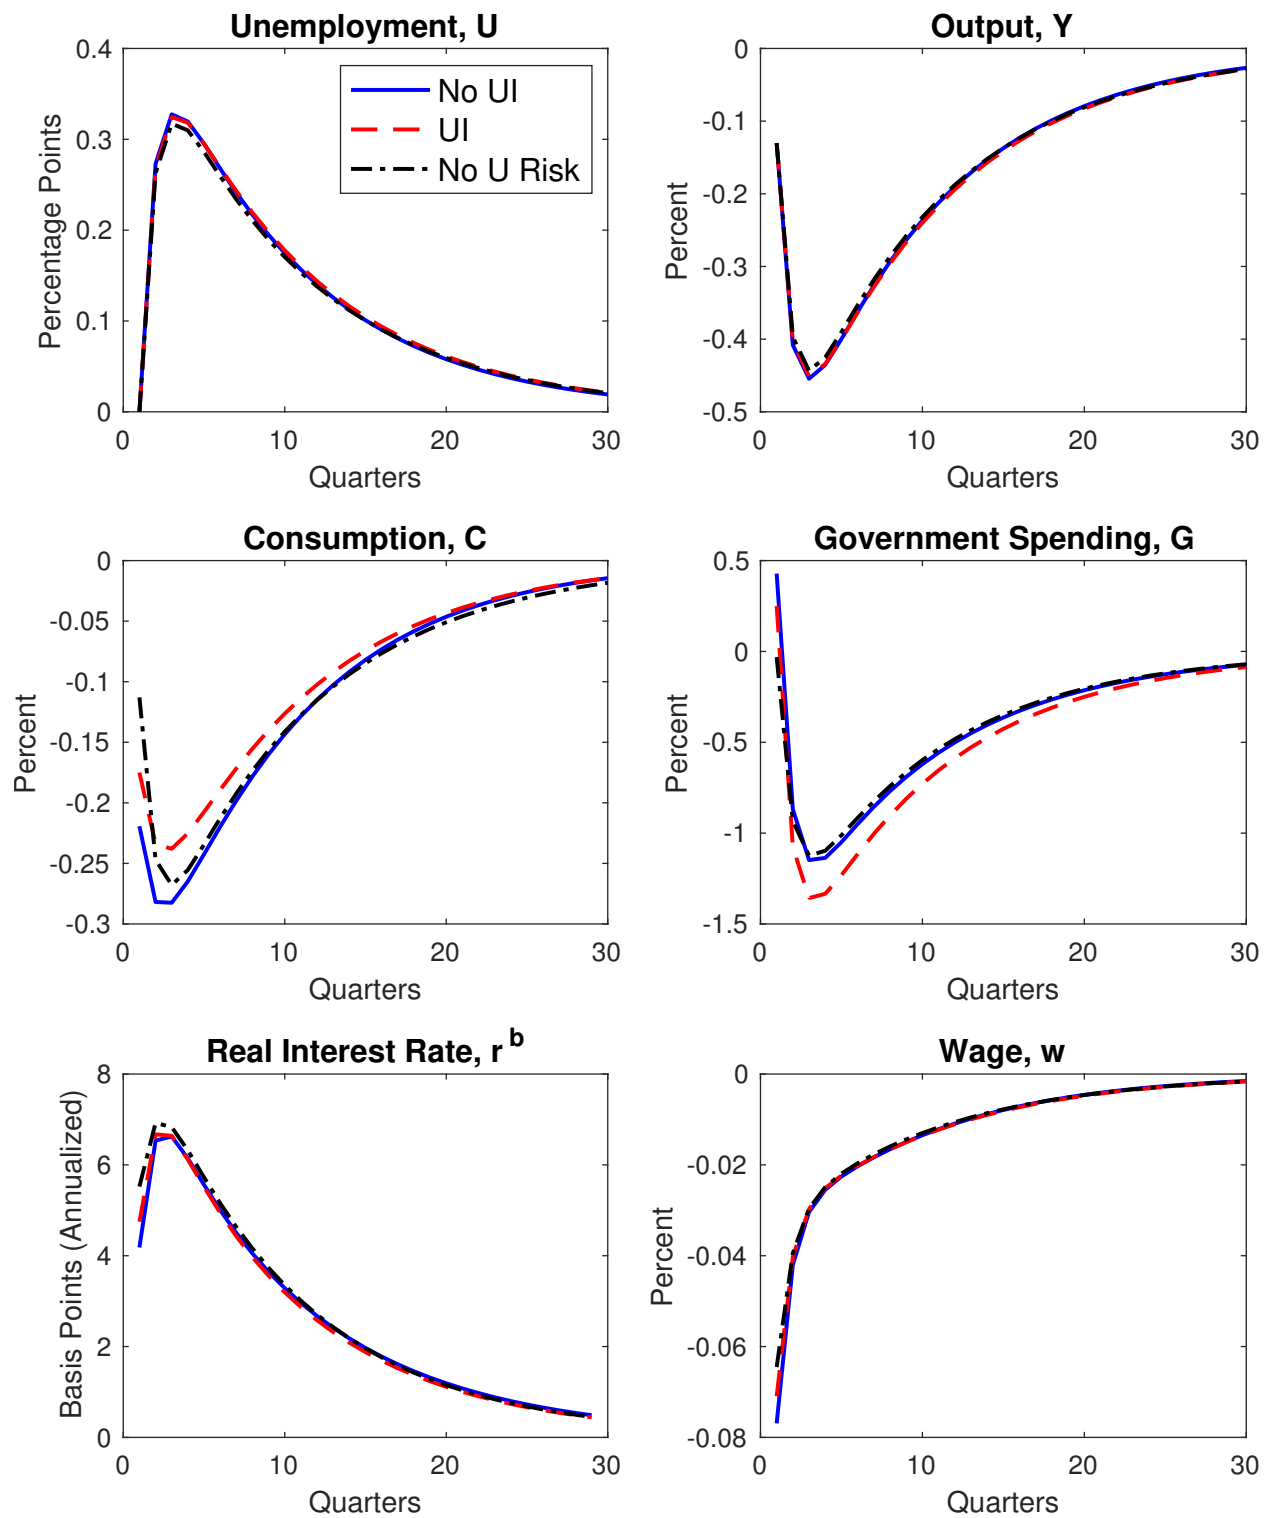 Unemployment, U
0.4
0.3
0.2
0.1
0
Percentage Points
0 10 20 30
Quarters
No UI
UI
No U Risk
Output, Y
0
-0.1
-0.2
-0.3
-0.4
-0.5
Percent
0 10 20 30
Quarters
Consumption, C
0
-0.05
-0.1
-0.15
-0.2
-0.25
-0.3
Percent
0 10 20 30
Quarters
Government Spending, G
0.5
0
-0.5
-1
-1.5
Percent
0 10 20 30
Quarters
Real Interest Rate, r b
8
6
4
2
0
Basis Points (Annualized)
0 10 20 30
Quarters
Wage, w
0
-0.02
-0.04
-0.06
-0.08
Percent
0 10 20 30
Quarters